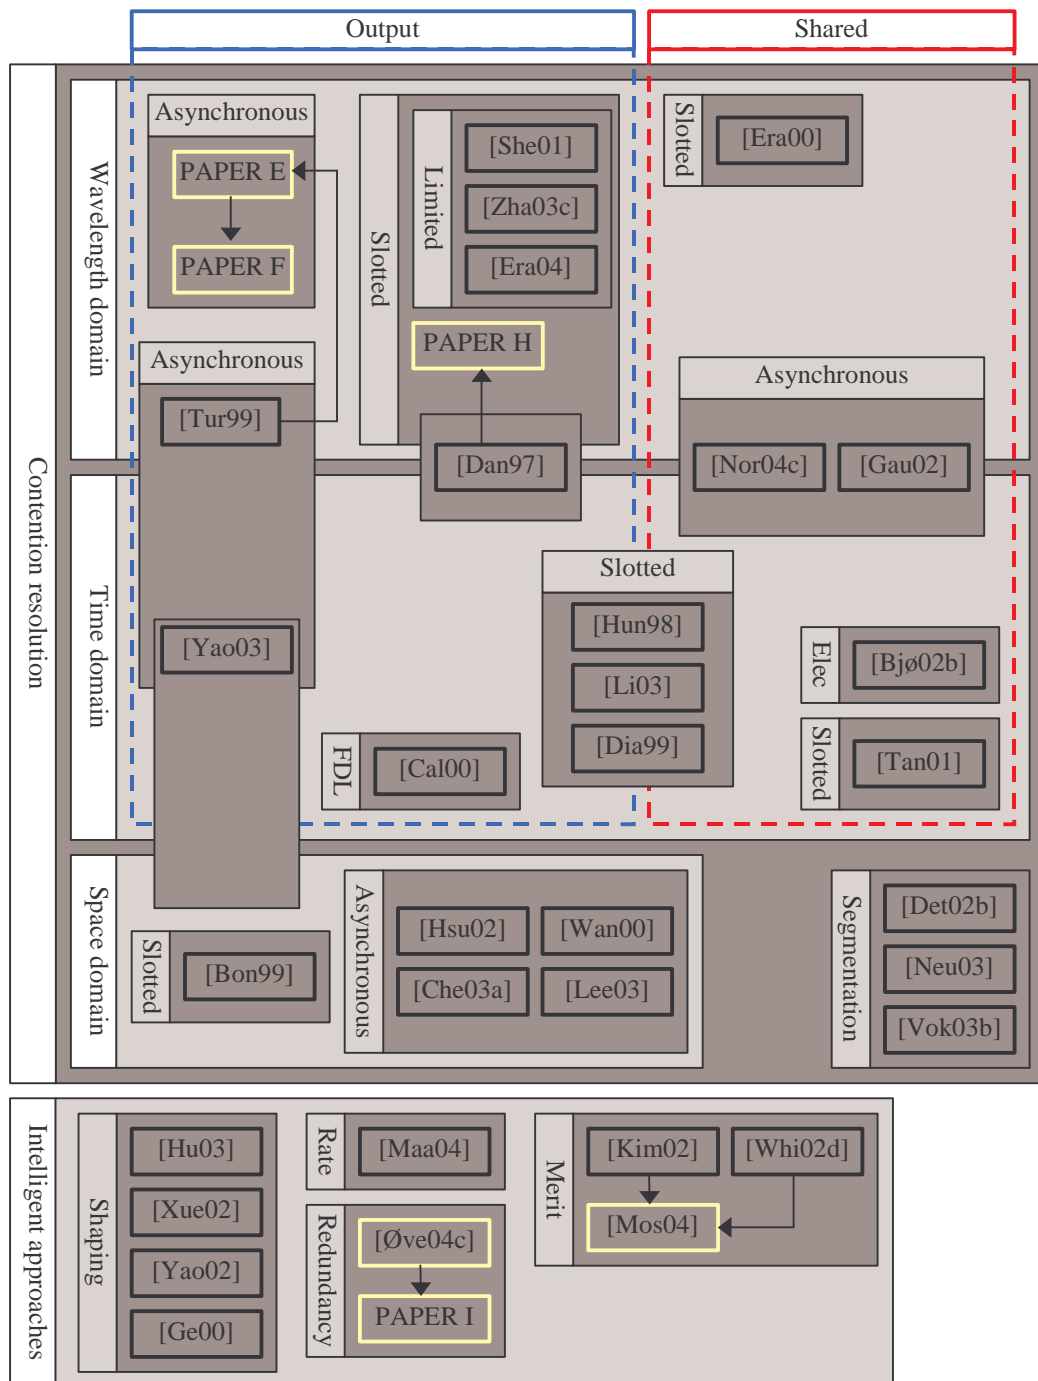 Output
Shared
Contention resolution
Wavelength domain
Asynchronous
PAPER E
PAPER F
Slotted
Limited
[She01]
[Zha03c]
[Era04]
PAPER H
Slotted
[Era00]
Asynchronous
[Tur99]
[Dan97]
Asynchronous
[Nor04c]
[Gau02]
Time domain
[Yao03]
FDL
[Cal00]
Slotted
[Hun98]
[Li03]
[Dia99]
Elec
[Bjø02b]
Slotted
[Tan01]
Space domain
Slotted
[Bon99]
Asynchronous
[Hsu02]
[Wan00]
[Che03a]
[Lee03]
Segmentation
[Det02b]
[Neu03]
[Vok03b]
Intelligent approaches
Shaping
[Hu03]
[Xue02]
[Yao02]
[Ge00]
Rate
[Maa04]
Redundancy
[Øve04c]
PAPER I
Merit
[Kim02]
[Whi02d]
[Mos04]